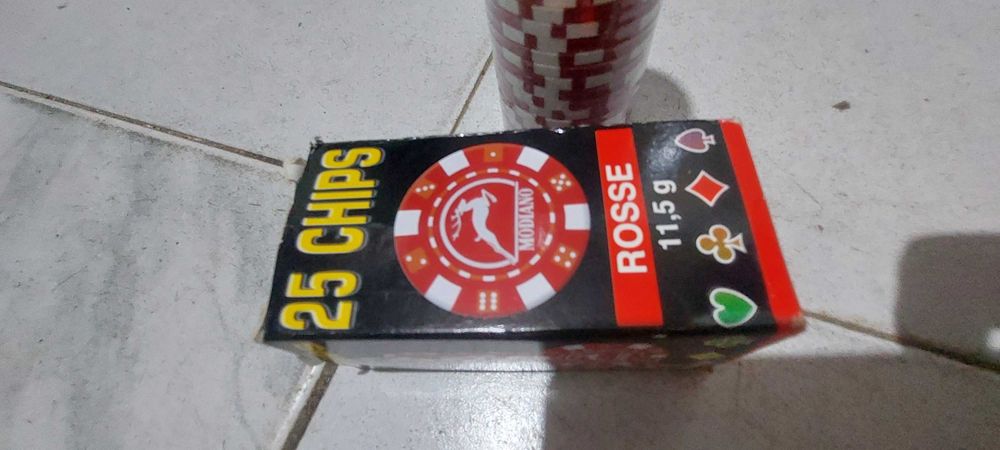 25 CHIPS
MODIANO
ROSSE
11,5 g